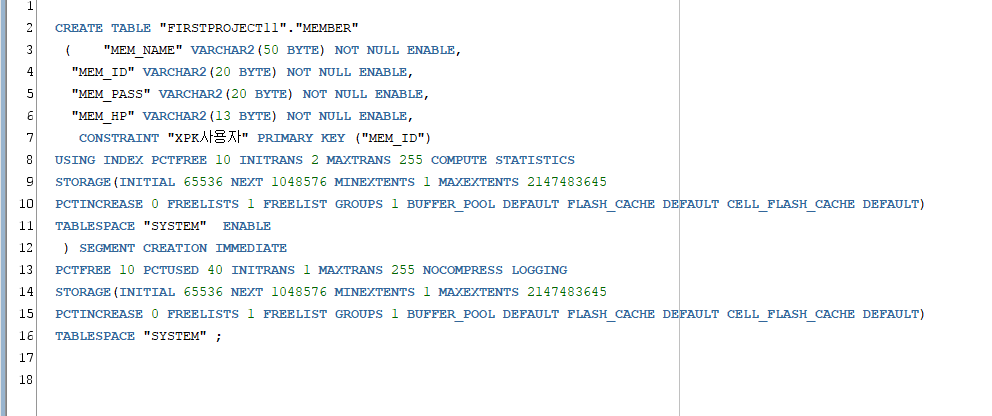 1
2 CREATE TABLE "FIRSTPROJECT11"."MEMBER"
3 ( "MEM_NAME" VARCHAR2(50 BYTE) NOT NULL ENABLE,
4 "MEM_ID" VARCHAR2(20 BYTE) NOT NULL ENABLE,
5 "MEM_PASS" VARCHAR2(20 BYTE) NOT NULL ENABLE,
6 "MEM_HP" VARCHAR2(13 BYTE) NOT NULL ENABLE,
7 CONSTRAINT "XPK사용자" PRIMARY KEY ("MEM_ID")
8 USING INDEX PCTFREE 10 INITRANS 2 MAXTRANS 255 COMPUTE STATISTICS
9 STORAGE(INITIAL 65536 NEXT 1048576 MINEXTENTS 1 MAXEXTENTS 2147483645
10 PCTINCREASE 0 FREELISTS 1 FREELIST GROUPS 1 BUFFER_POOL DEFAULT FLASH_CACHE DEFAULT CELL_FLASH_CACHE DEFAULT)
11 TABLESPACE "SYSTEM" ENABLE
12 ) SEGMENT CREATION IMMEDIATE
13 PCTFREE 10 PCTUSED 40 INITRANS 1 MAXTRANS 255 NOCOMPRESS LOGGING
14 STORAGE(INITIAL 65536 NEXT 1048576 MINEXTENTS 1 MAXEXTENTS 2147483645
15 PCTINCREASE 0 FREELISTS 1 FREELIST GROUPS 1 BUFFER_POOL DEFAULT FLASH_CACHE DEFAULT CELL_FLASH_CACHE DEFAULT)
16 TABLESPACE "SYSTEM" ;
17
18